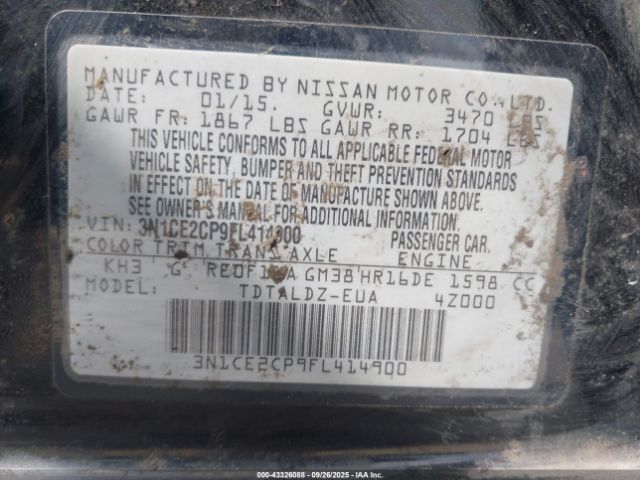 MANUFACTURED BY NISSAN MOTOR CO., LTD.
DATE: 01/15. GVWR: 3470 LBS
GAWR FR: 1867 LBS GAWR RR: 1704 LBS
THIS VEHICLE CONFORMS TO ALL APPLICABLE FEDERAL MOTOR
VEHICLE SAFETY, BUMPER AND THEFT PREVENTION STANDARDS
IN EFFECT ON THE DATE OF MANUFACTURE SHOWN ABOVE.
SEE OWNER'S MANUAL FOR ADDITIONAL INFORMATION.
VIN: 3N1CE2CP9FL414900 PASSENGER CAR.
COLOR TRIM TRANS AXLE ENGINE
KH3 G GM38 HR16DE 1598 CC
MODEL: TDTALDZ-EUA 4Z000
3N1CE2CP9FL414900
000-43326088 - 09/26/2025 - IAAI.COM